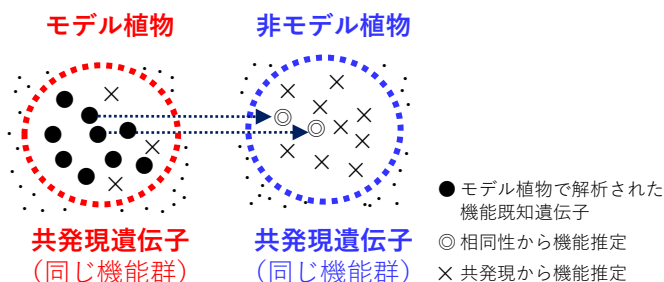 モデル植物
非モデル植物
共発現遺伝子
（同じ機能群）
共発現遺伝子
（同じ機能群）
● モデル植物で解析された
機能既知遺伝子
◎ 相同性から機能推定
× 共発現から機能推定